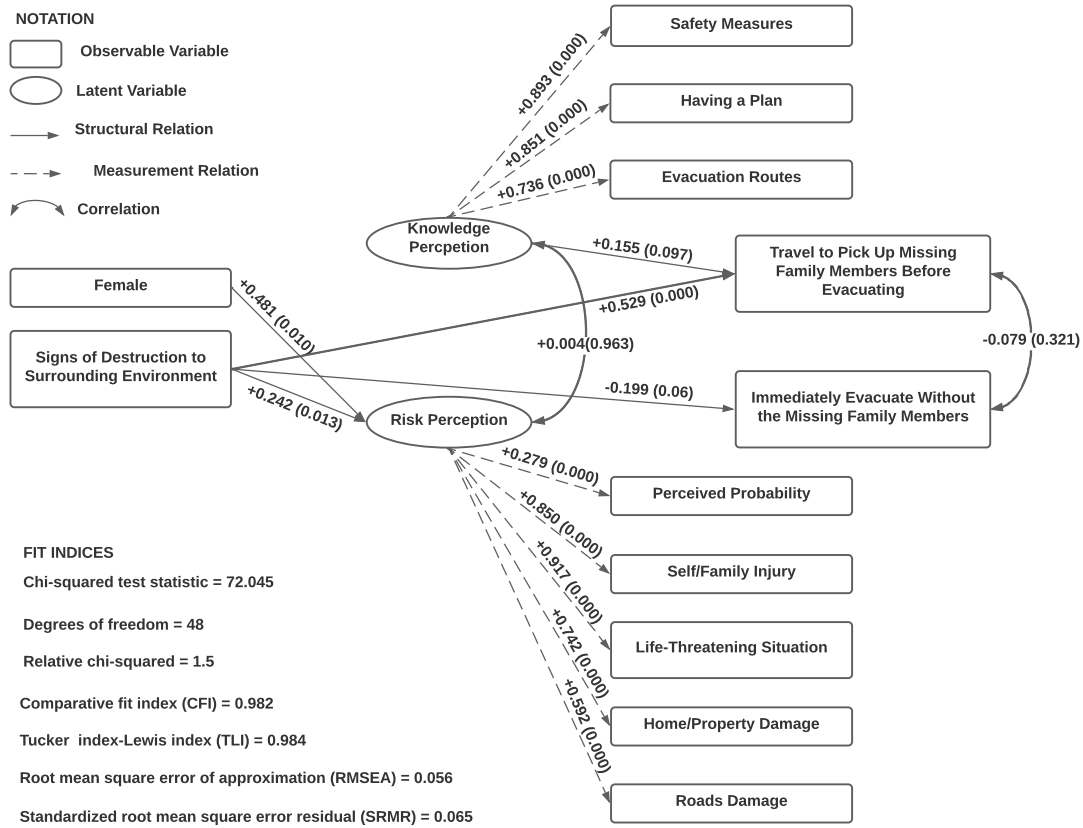 NOTATION
Observable Variable
Latent Variable
Structural Relation
Measurement Relation
Correlation
Safety Measures
Having a Plan
Evacuation Routes
+0.893 (0.000)
+0.851 (0.000)
+0.736 (0.000)
Knowledge
Percpetion
+0.155 (0.097)
Travel to Pick Up Missing
Family Members Before
Evacuating
Female
+0.481 (0.010)
+0.529 (0.000)
Signs of Destruction to
Surrounding Environment
+0.004(0.963)
-0.079 (0.321)
+0.242 (0.013)
-0.199 (0.06)
Immediately Evacuate Without
the Missing Family Members
Risk Perception
+0.279 (0.000)
+0.850 (0.000)
+0.917 (0.000)
+0.742 (0.000)
+0.592 (0.000)
Perceived Probability
Self/Family Injury
Life-Threatening Situation
Home/Property Damage
Roads Damage
FIT INDICES
Chi-squared test statistic = 72.045
Degrees of freedom = 48
Relative chi-squared = 1.5
Comparative fit index (CFI) = 0.982
Tucker index-Lewis index (TLI) = 0.984
Root mean square error of approximation (RMSEA) = 0.056
Standardized root mean square error residual (SRMR) = 0.065